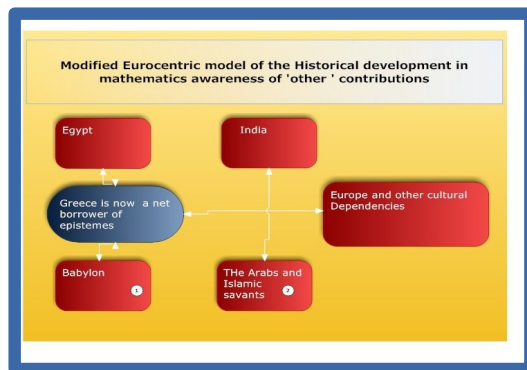 Modified Eurocentric model of the Historical development in
mathematics awareness of 'other ' contributions
Egypt
India
Greece is now a net
borrower of
epistemes
Europe and other cultural
Dependencies
Babylon
1
THe Arabs and
Islamic
savants
2